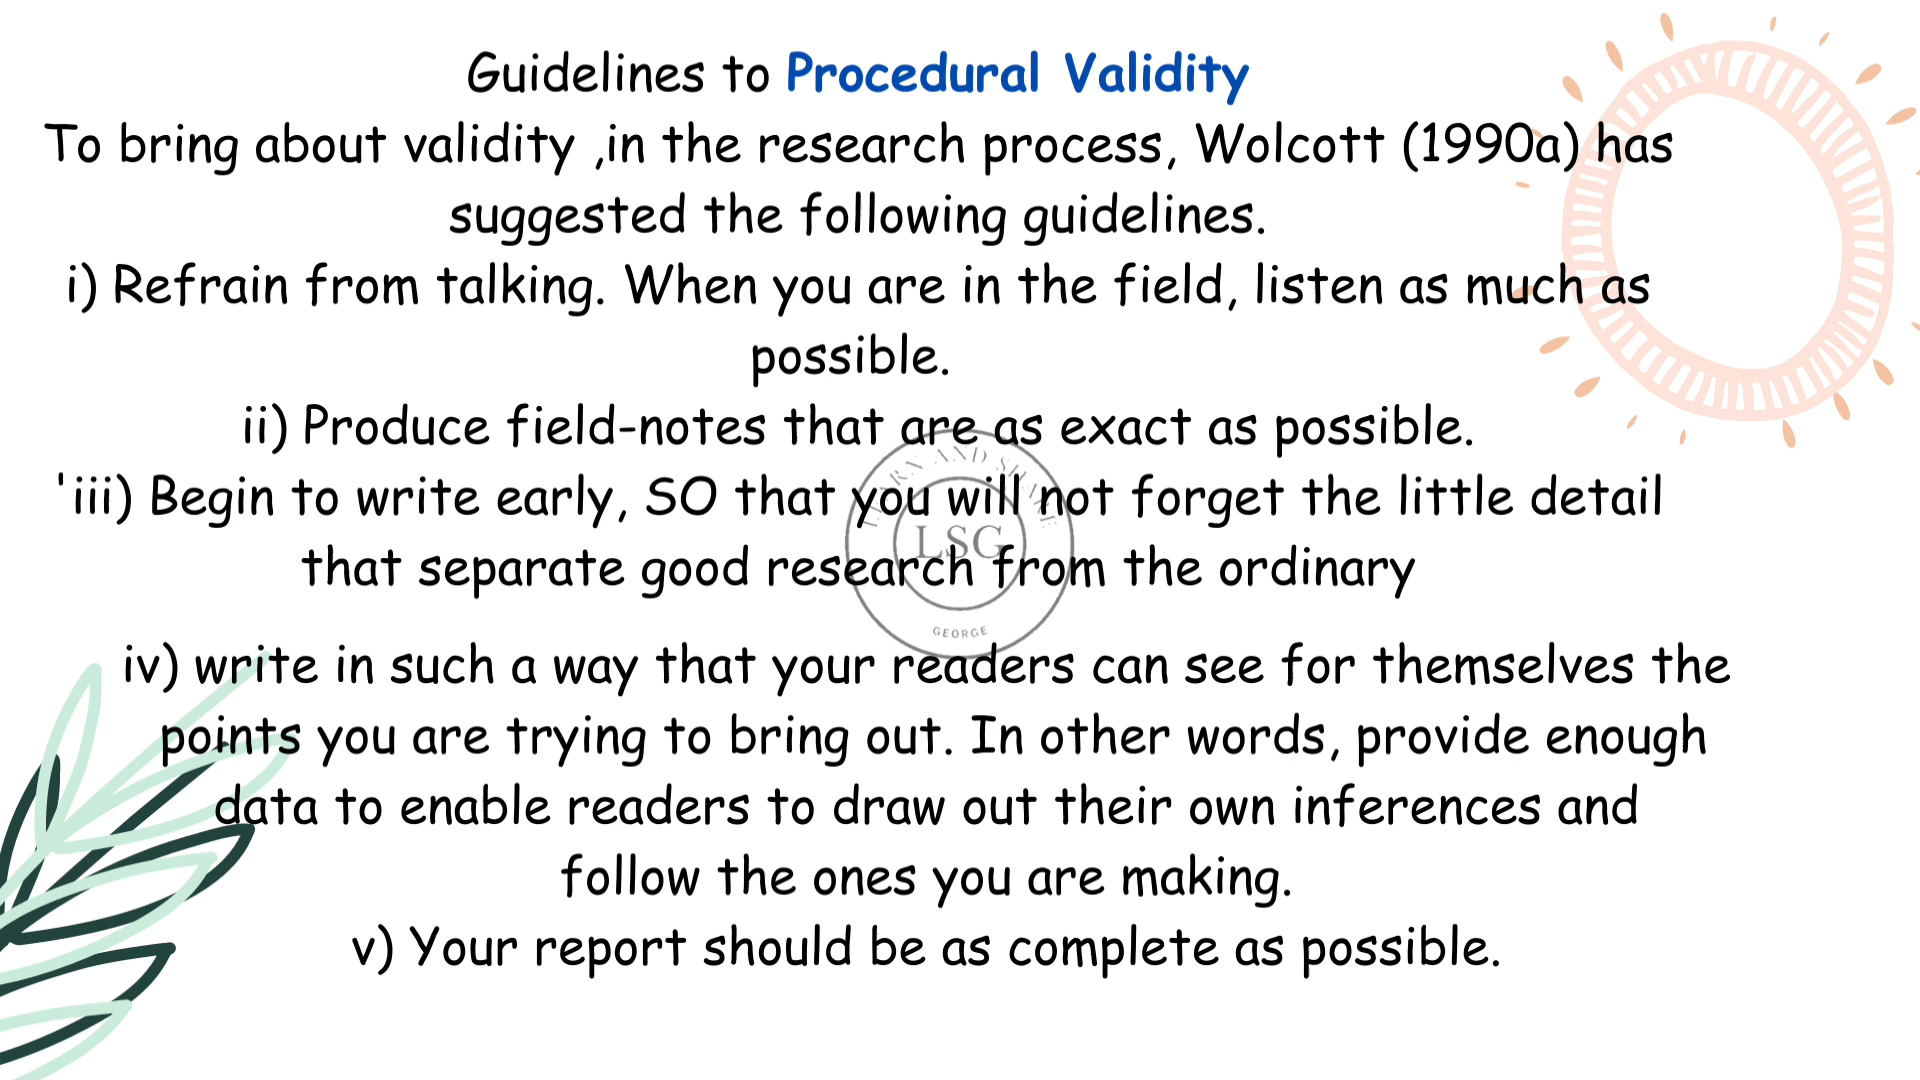 Guidelines to Procedural Validity
To bring about validity ,in the research process, Wolcott (1990a) has
suggested the following guidelines.
i) Refrain from talking. When you are in the field, listen as much as
possible.
ii) Produce field-notes that are as exact as possible.
'iii) Begin to write early, SO that you will not forget the little detail
that separate good research from the ordinary
LEARN AND SHARE
LSG
GEORGE
iv) write in such a way that your readers can see for themselves the
points you are trying to bring out. In other words, provide enough
data to enable readers to draw out their own inferences and
follow the ones you are making.
v) Your report should be as complete as possible.